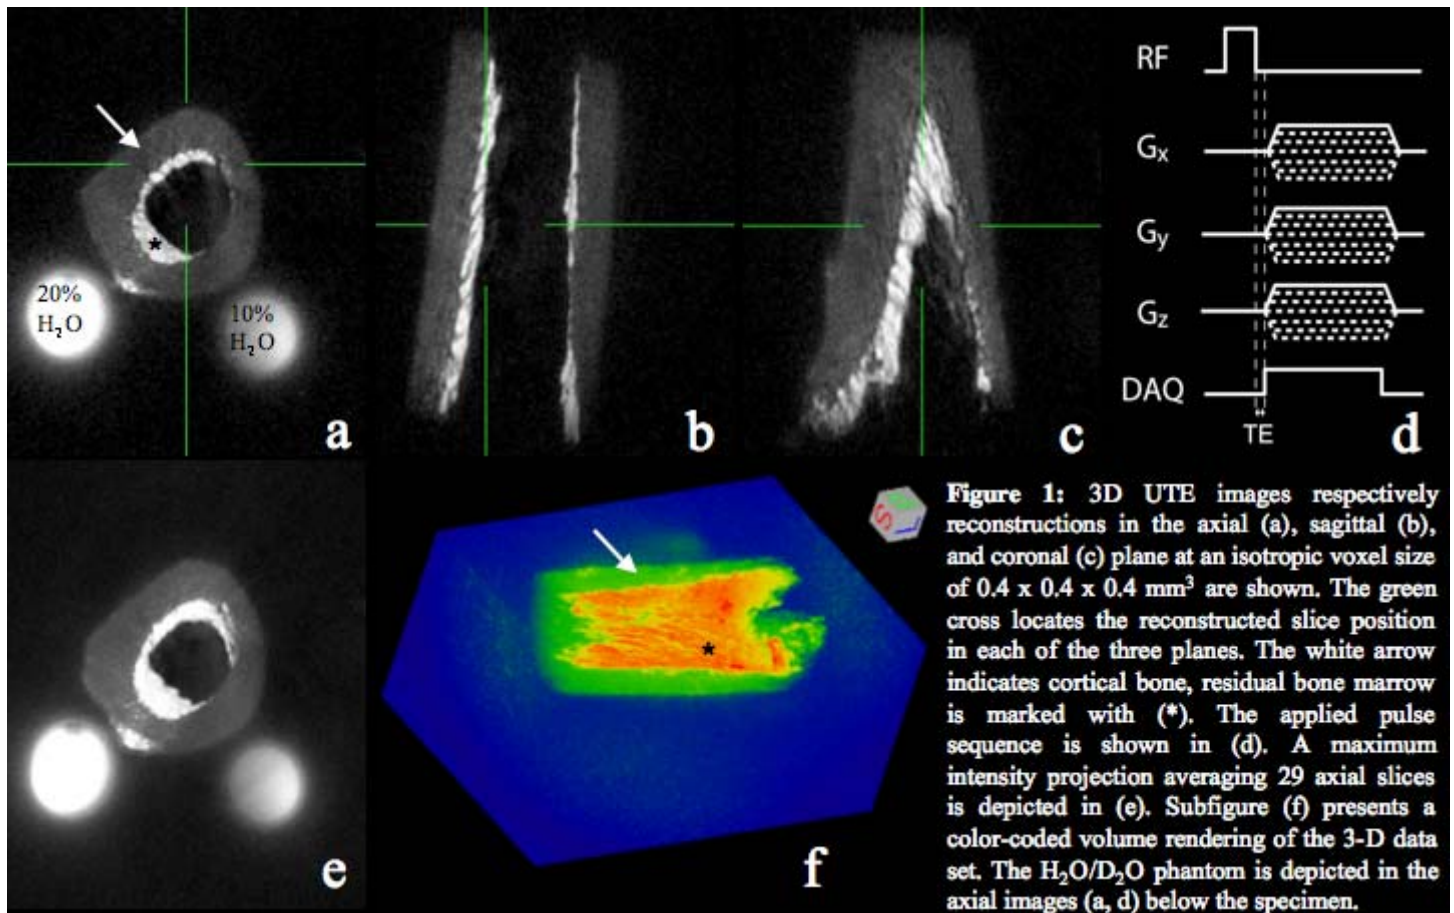 20%
H₂O
10%
H₂O
*
a
b
c
RF
Gx
Gy
Gz
DAQ
TE
d
e
*
S
L
f
Figure 1: 3D UTE images respectively
reconstructions in the axial (a), sagittal (b),
and coronal (c) plane at an isotropic voxel size
of 0.4 x 0.4 x 0.4 mm³ are shown. The green
cross locates the reconstructed slice position
in each of the three planes. The white arrow
indicates cortical bone, residual bone marrow
is marked with (*). The applied pulse
sequence is shown in (d). A maximum
intensity projection averaging 29 axial slices
is depicted in (e). Subfigure (f) presents a
color-coded volume rendering of the 3-D data
set. The H₂O/D₂O phantom is depicted in the
axial images (a, d) below the specimen.